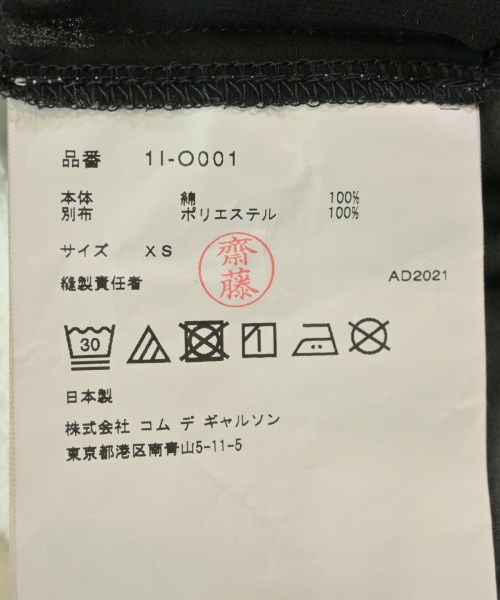 品番 1I-O001
本体 綿 100%
別布 ポリエステル 100%
サイズ XS
齋藤
縫製責任者
AD2021
30
日本製
株式会社 コム デ ギャルソン
東京都港区南青山5-11-5